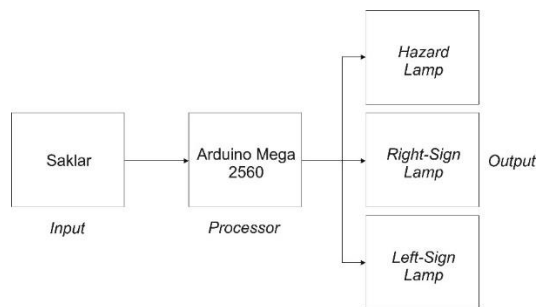 Hazard
Lamp
Saklar
Arduino Mega
2560
Right-Sign
Lamp
Output
Input
Processor
Left-Sign
Lamp